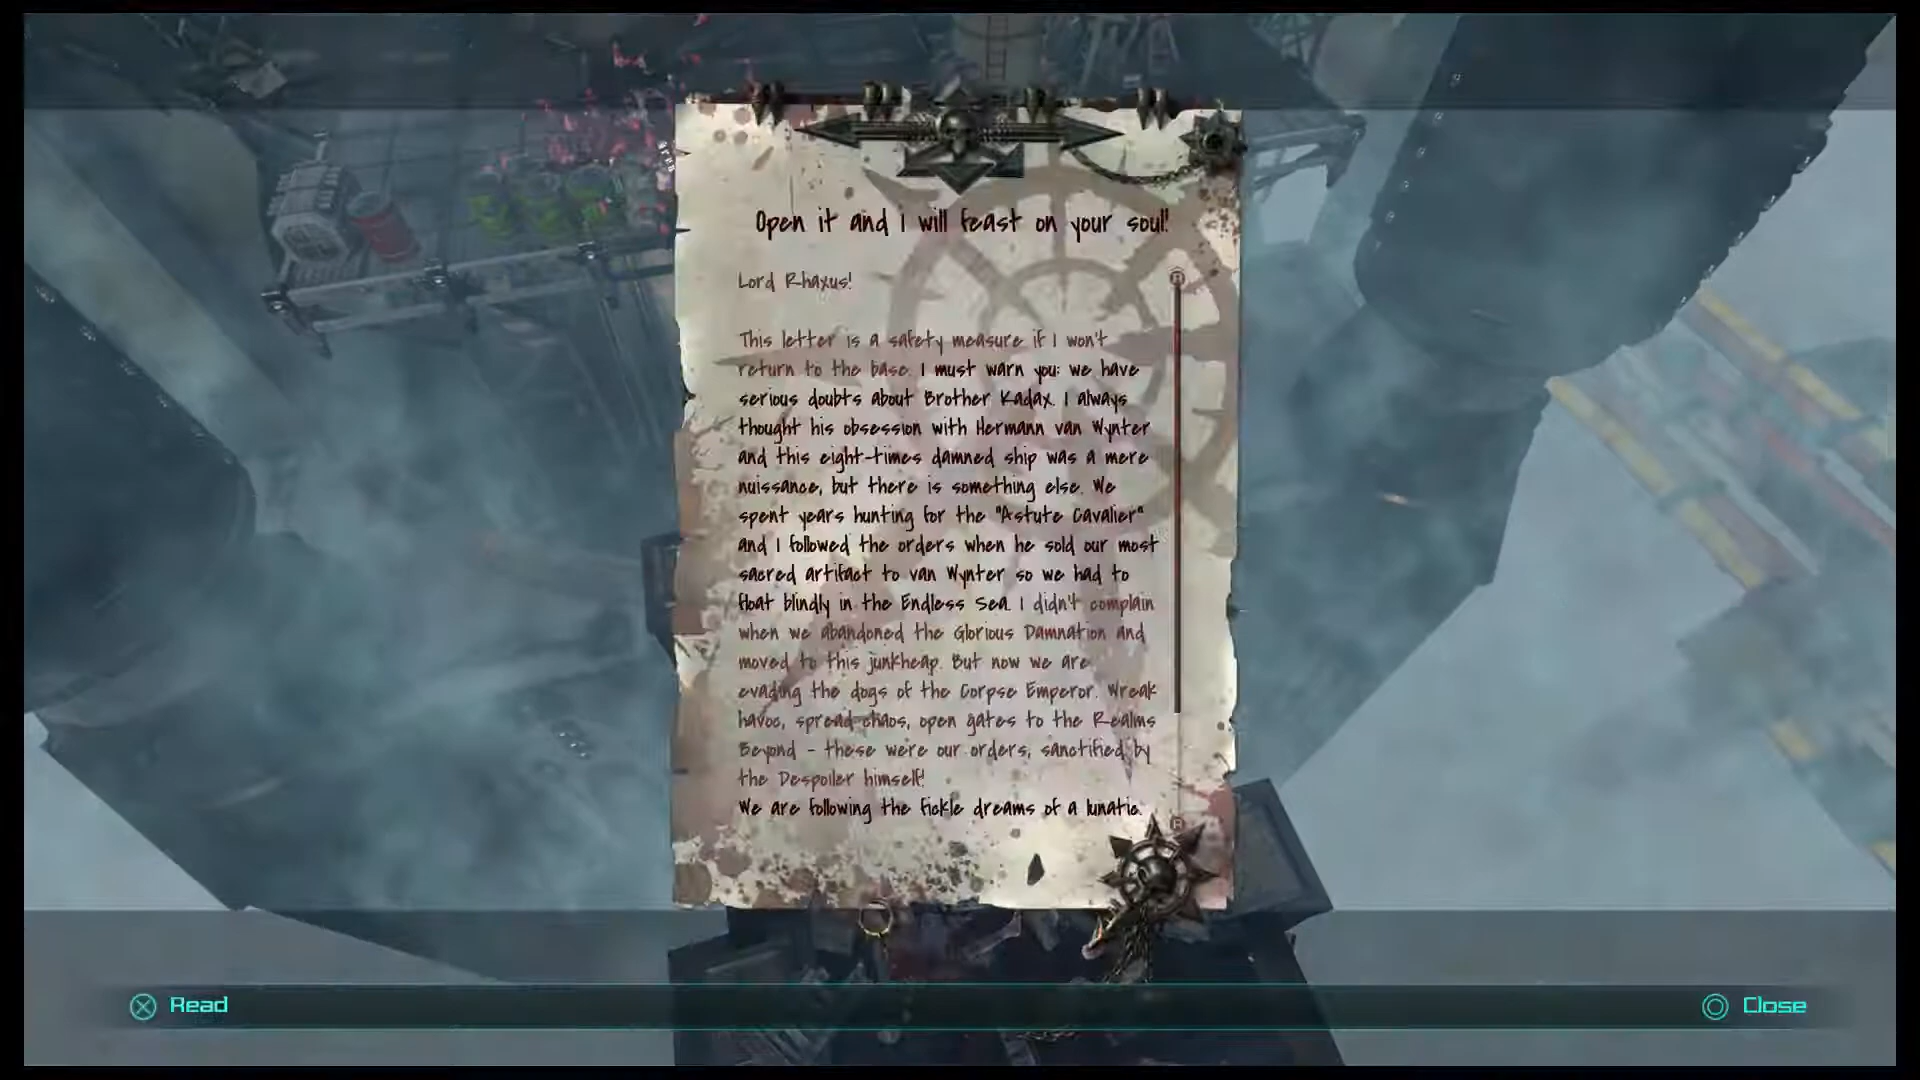 Open it and I will feast on your soul!
Lord Rhaxus!
This letter is a safety measure if I won't
return to the base. I must warn you: we have
serious doubts about Brother Kadax. I always
thought his obsession with Hermann van Wynter
and this eight-times damned ship was a mere
nuissance, but there is something else. We
spent years hunting for the "Astute Cavalier"
and I followed the orders when he sold our most
sacred artifact to van Wynter so we had to
float blindly in the Endless Sea. I didn't complain
when we abandoned the Glorious Damnation and
moved to this junkheap. But now we are
evading the dogs of the Corpse Emperor. Wreak
havoc, spread chaos, open gates to the Realms
Beyond - these were our orders, sanctified by
the Despoiler himself!
We are following the fickle dreams of a lunatic.
R
R
Read
Close